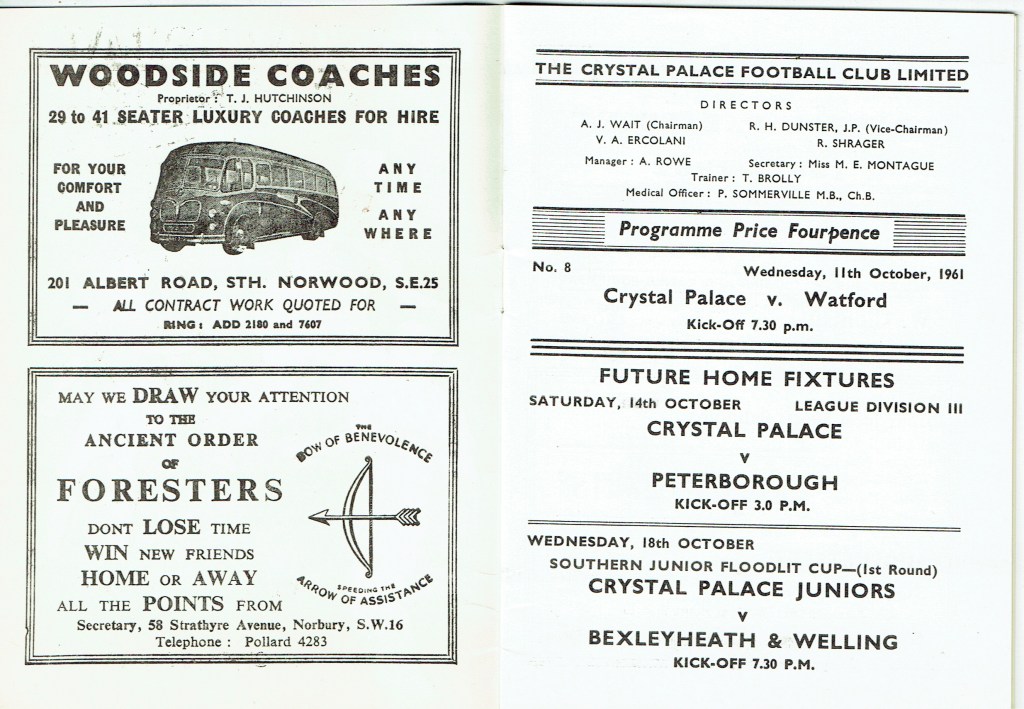 WOODSIDE COACHES
Proprietor : T. J. HUTCHINSON
29 to 41 SEATER LUXURY COACHES FOR HIRE
FOR YOUR
COMFORT
AND
PLEASURE
ANY
TIME
ANY
WHERE
201 ALBERT ROAD, STH. NORWOOD, S.E.25
— ALL CONTRACT WORK QUOTED FOR —
RING : ADD 2180 and 7607
MAY WE DRAW YOUR ATTENTION
TO THE
ANCIENT ORDER
OF
FORESTERS
DONT LOSE TIME
WIN NEW FRIENDS
HOME OR AWAY
ALL THE POINTS FROM
Secretary, 58 Strathyre Avenue, Norbury, S.W.16
Telephone : Pollard 4283
THE
BOW OF BENEVOLENCE
SPEEDING THE
ARROW OF ASSISTANCE
THE CRYSTAL PALACE FOOTBALL CLUB LIMITED
DIRECTORS
A. J. WAIT (Chairman) R. H. DUNSTER, J.P. (Vice-Chairman)
V. A. ERCOLANI R. SHRAGER
Manager : A. ROWE Secretary : Miss M. E. MONTAGUE
Trainer : T. BROLLY
Medical Officer : P. SOMMERVILLE M.B., Ch.B.
Programme Price Fourpence
No. 8 Wednesday, 11th October, 1961
Crystal Palace v. Watford
Kick-Off 7.30 p.m.
FUTURE HOME FIXTURES
SATURDAY, 14th OCTOBER LEAGUE DIVISION III
CRYSTAL PALACE
v
PETERBOROUGH
KICK-OFF 3.0 P.M.
WEDNESDAY, 18th OCTOBER
SOUTHERN JUNIOR FLOODLIT CUP—(1st Round)
CRYSTAL PALACE JUNIORS
v
BEXLEYHEATH & WELLING
KICK-OFF 7.30 P.M.